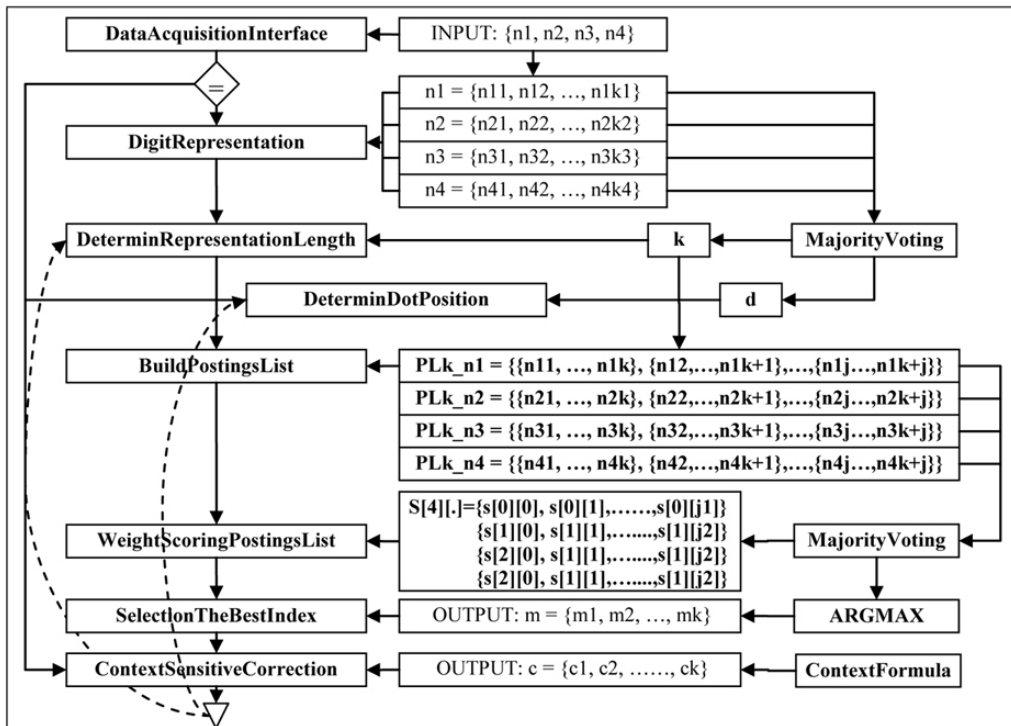 DataAcquisitionInterface
INPUT: {n1, n2, n3, n4}
=
n1 = {n11, n12, …, n1k1}
n2 = {n21, n22, …, n2k2}
DigitRepresentation
n3 = {n31, n32, …, n3k3}
n4 = {n41, n42, …, n4k4}
DeterminRepresentationLength
k
MajorityVoting
DeterminDotPosition
d
BuildPostingsList
PLk_n1 = {{n11, …, n1k}, {n12,…,n1k+1},…,{n1j…,n1k+j}}
PLk_n2 = {{n21, …, n2k}, {n22,…,n2k+1},…,{n2j…,n2k+j}}
PLk_n3 = {{n31, …, n3k}, {n32,…,n3k+1},…,{n3j…,n3k+j}}
PLk_n4 = {{n41, …, n4k}, {n42,…,n4k+1},…,{n4j…,n4k+j}}
S[4][.]={s[0][0], s[0][1],……,s[0][j1]}
{s[1][0], s[1][1],…....,s[1][j2]}
WeightScoringPostingsList
MajorityVoting
{s[2][0], s[1][1],…....,s[1][j2]}
{s[2][0], s[1][1],…....,s[1][j2]}
SelectionTheBestIndex
OUTPUT: m = {m1, m2, …, mk}
ARGMAX
ContextSensitiveCorrection
OUTPUT: c = {c1, c2, ……, ck}
ContextFormula